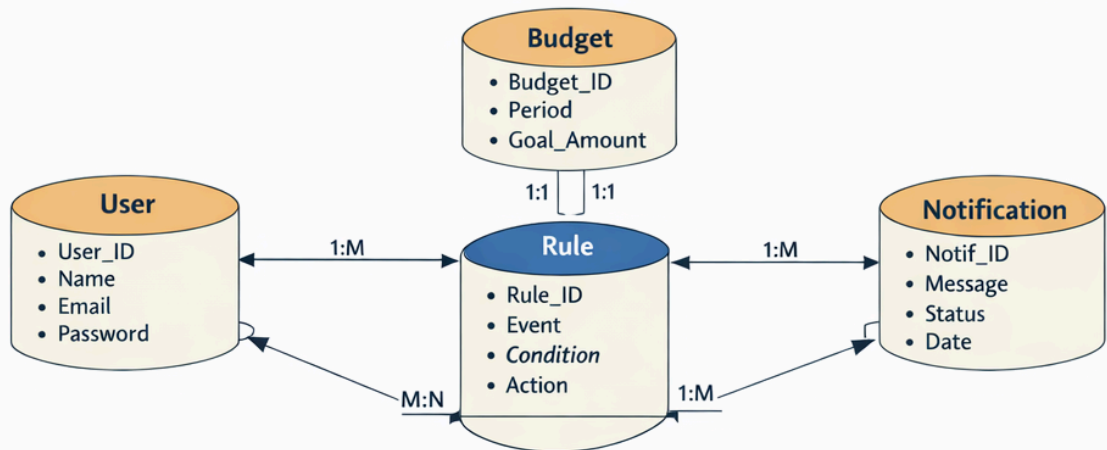 Budget
• Budget_ID
• Period
• Goal_Amount
1:1 1:1
User
• User_ID
• Name
• Email
• Password
1:M
Rule
• Rule_ID
• Event
• Condition
• Action
1:M
Notification
• Notif_ID
• Message
• Status
• Date
M:N
1:M